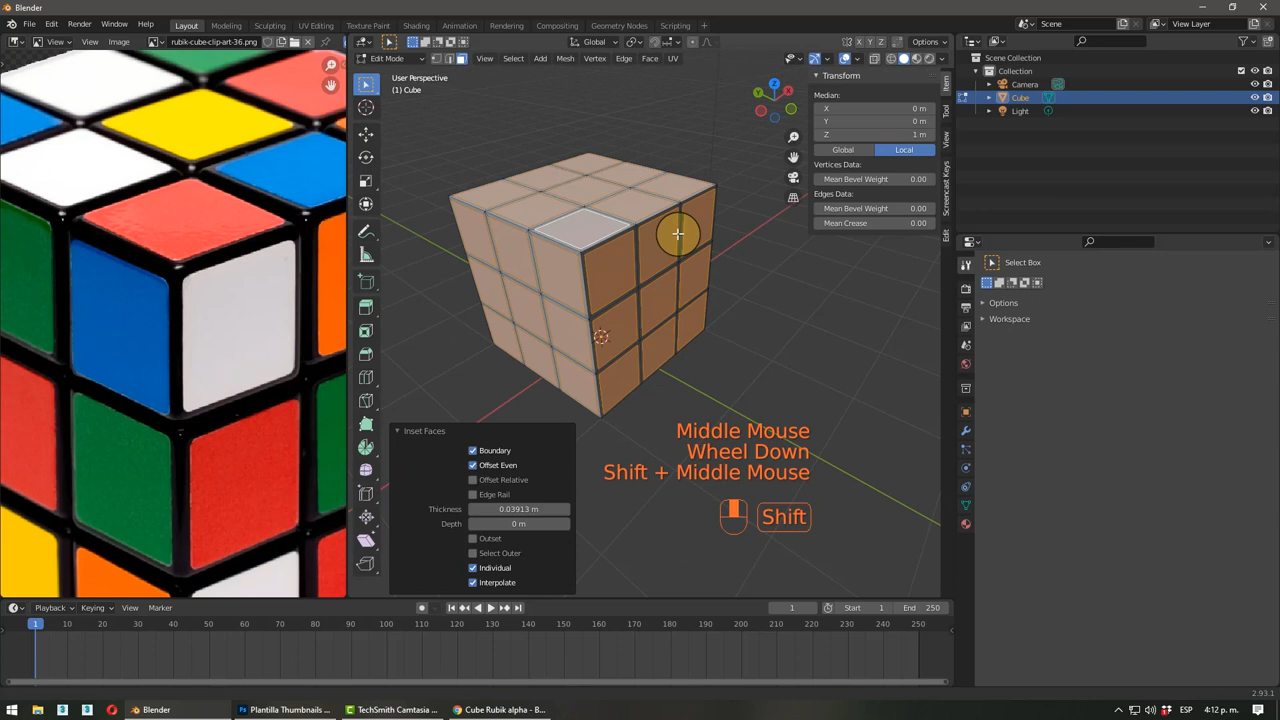 Blender
File Edit Render Window Help
Layout Modeling Sculpting UV Editing Texture Paint Shading Animation Rendering Compositing Geometry Nodes Scripting +
Scene View Layer
View View Image rubik-cube-clip-art-36.png Global X Y Z Options
Edit Mode View Select Add Mesh Vertex Edge Face UV
User Perspective
(1) Cube
Transform
Median:
X 0 m
Y 0 m
Z 1 m
Global Local
Vertices Data:
Mean Bevel Weight 0.00
Edges Data:
Mean Bevel Weight 0.00
Mean Crease 0.00
Item
Tool
View
Screencast Keys
Edit
Z
Y
X
Scene Collection
Collection
Camera
Cube
Light
Select Box
Options
Workspace
Inset Faces
Boundary
Offset Even
Offset Relative
Edge Rail
Thickness 0.03913 m
Depth 0 m
Outset
Select Outer
Individual
Interpolate
Middle Mouse
Wheel Down
Shift + Middle Mouse
Shift
Playback Keying View Marker 1 Start 1 End 250
1 10 20 30 40 50 60 70 80 90 100 110 120 130 140 150 160 170 180 190 200 210 220 230 240 250
2.93.1
Blender Plantilla Thumbnails ... TechSmith Camtasia ... Cube Rubik alpha - B... ESP 4:12 p. m.